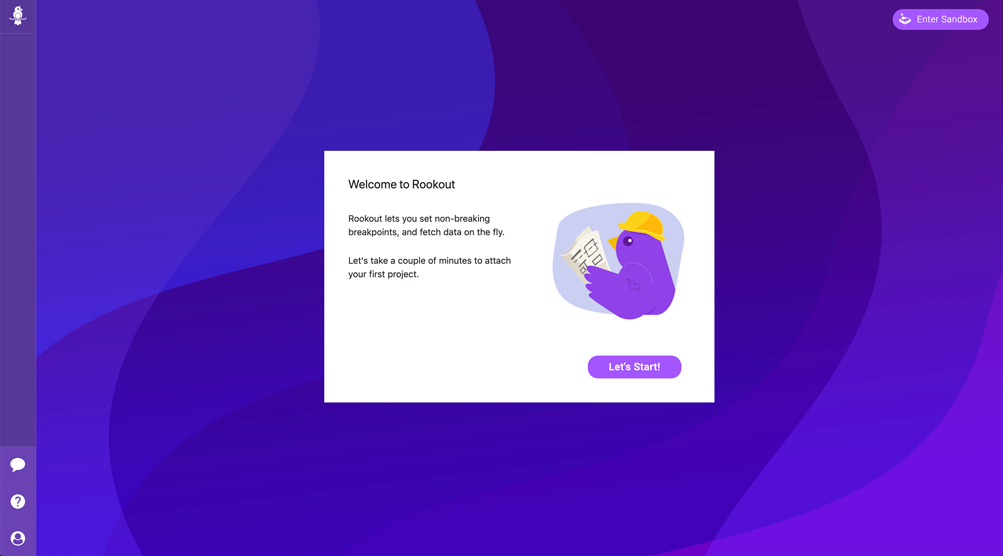 Enter Sandbox
Welcome to Rookout
Rookout lets you set non-breaking
breakpoints, and fetch data on the fly.
Let's take a couple of minutes to attach
your first project.
Let's Start!